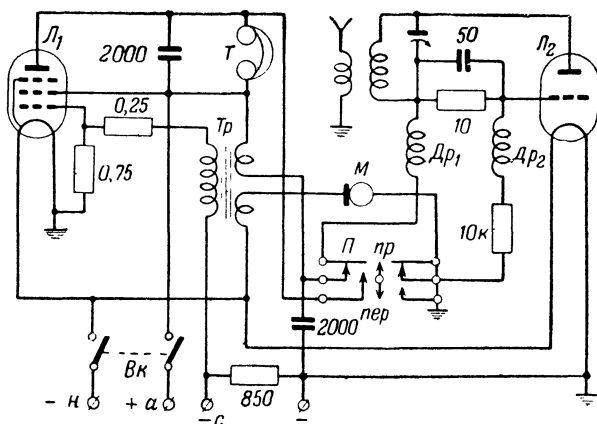 Л₁
2000
Т
50
Л₂
0,25
Тр
10
0,75
Др₁
Др₂
М
10к
П
пр
пер
2000
Вк
850
- н
+ а
- с
-